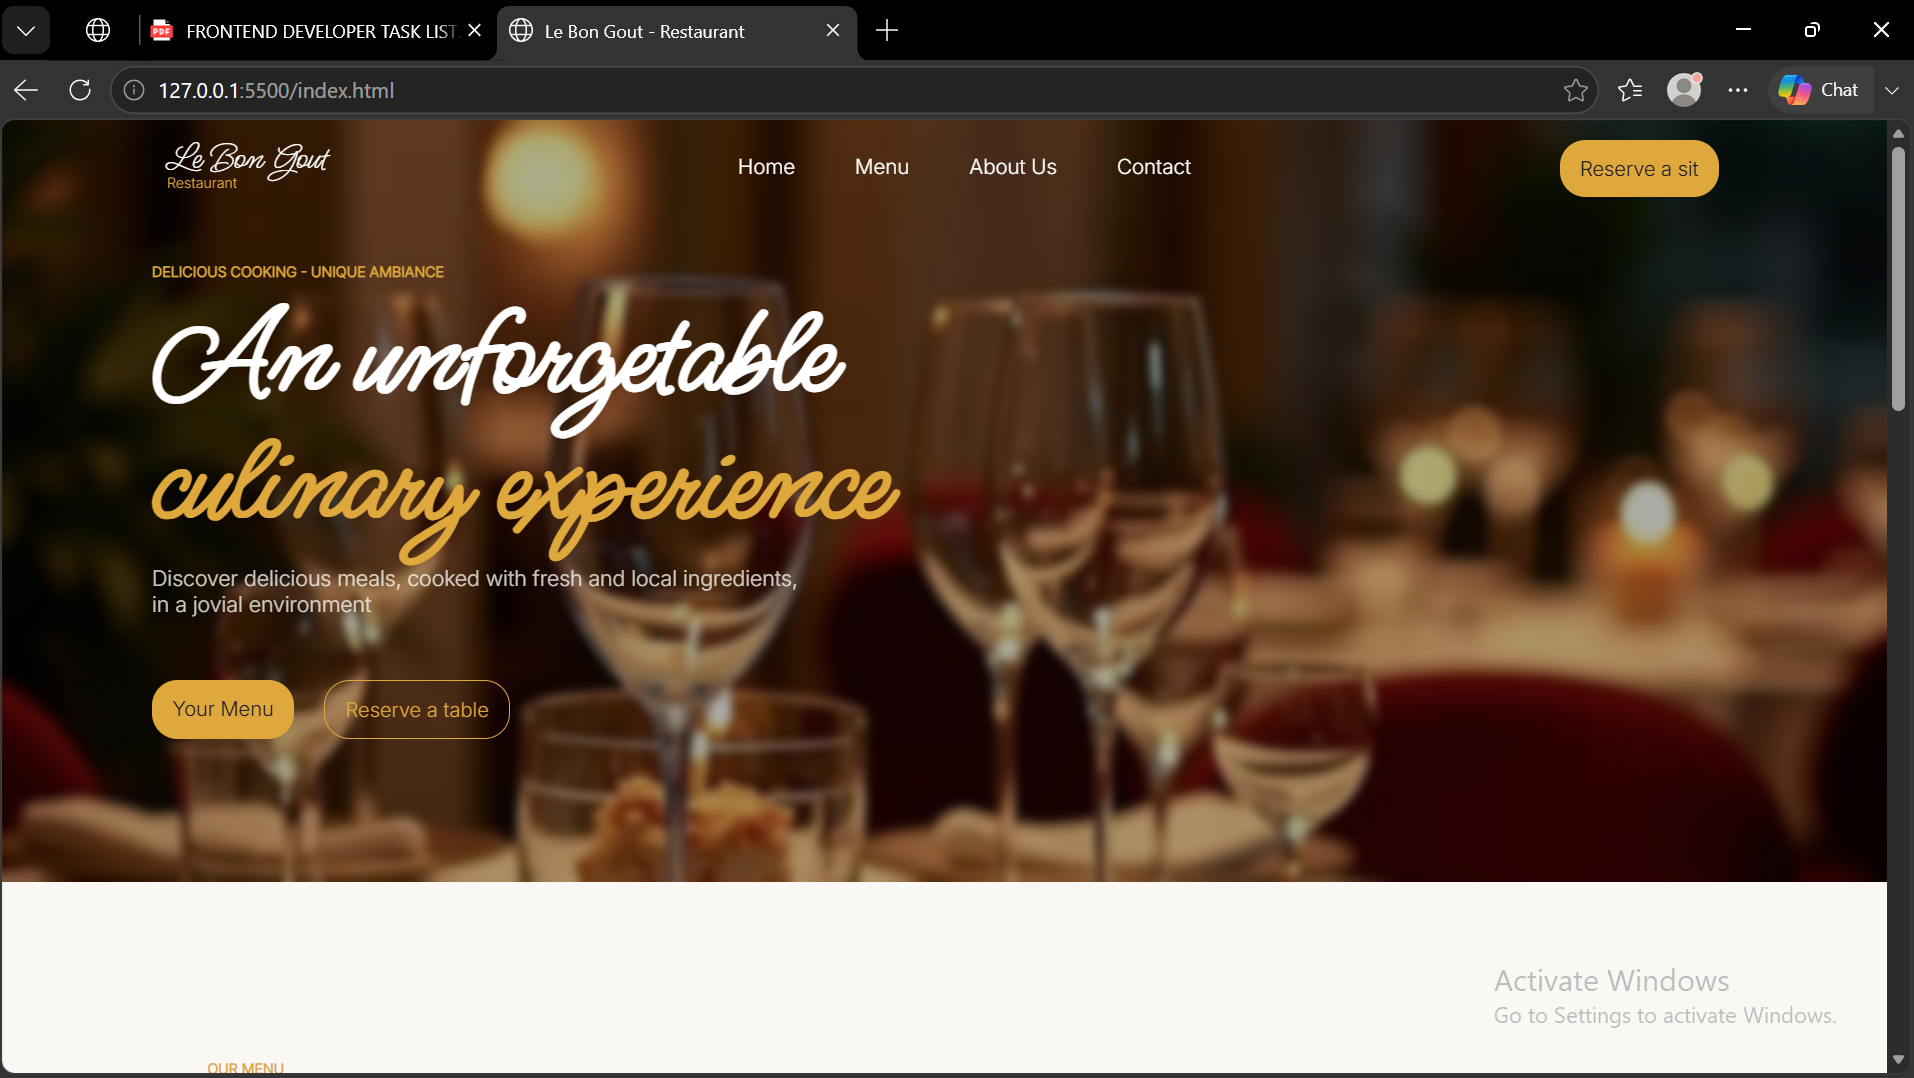 FRONTEND DEVELOPER TASK LIST
Le Bon Gout - Restaurant
127.0.0.1:5500/index.html
Chat
Le Bon Gout
Restaurant
Home
Menu
About Us
Contact
Reserve a sit
DELICIOUS COOKING - UNIQUE AMBIANCE
An unforgetable
culinary experience
Discover delicious meals, cooked with fresh and local ingredients,
in a jovial environment
Your Menu
Reserve a table
Activate Windows
Go to Settings to activate Windows.
OUR MENU